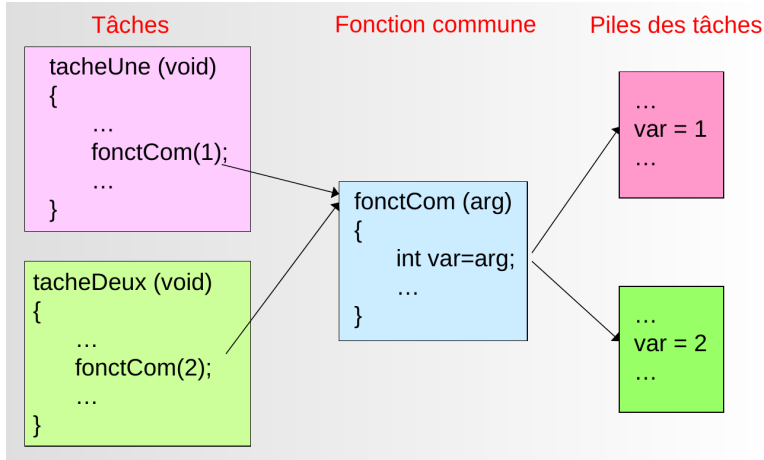 Tâches
tacheUne (void)
{
…
fonctCom(1);
…
}
tacheDeux (void)
{
…
fonctCom(2);
…
}
Fonction commune
fonctCom (arg)
{
int var=arg;
…
}
Piles des tâches
…
var = 1
…
…
var = 2
…